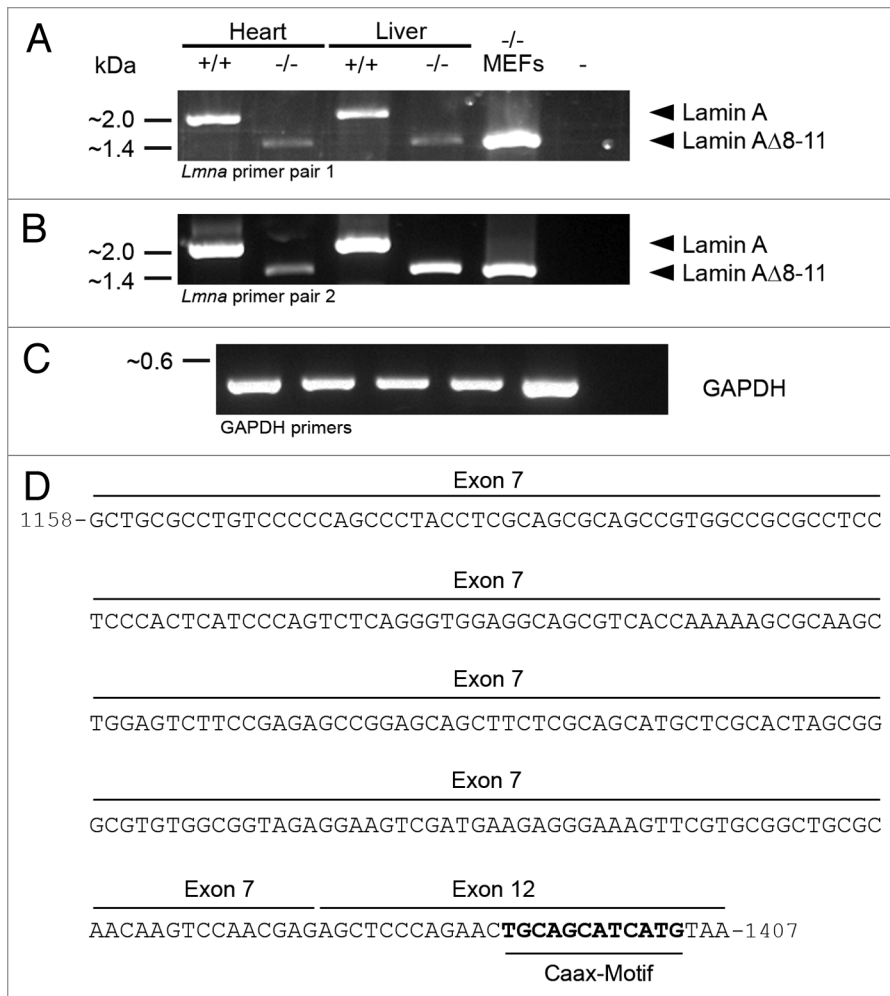 A
Heart Liver -/-
kDa +/+ -/- +/+ -/- MEFs -
~2.0 Lamin A
~1.4 Lamin AΔ8-11
Lmna primer pair 1
B
~2.0 Lamin A
~1.4 Lamin AΔ8-11
Lmna primer pair 2
C
~0.6
GAPDH
GAPDH primers
D
Exon 7
1158-GCTGCGCCTGTCCCCCAGCCCTACCTCGCAGCGCAGCCGTGGCCGCGCCTCC
Exon 7
TCCCACTCATCCCAGTCTCAGGGTGGAGGCAGCGTCACCAAAAAGCGCAAGC
Exon 7
TGGAGTCTTCCGAGAGCCGGAGCAGCTTCTCGCAGCATGCTCGCACTAGCGG
Exon 7
GCGTGTGGCGGTAGAGGAAGTCGATGAAGAGGGAAAGTTCGTGCGGCTGCGC
Exon 7 Exon 12
AACAAGTCCAACGAGAGCTCCCAGAACTGCAGCATCATGTAA-1407
Caax-Motif